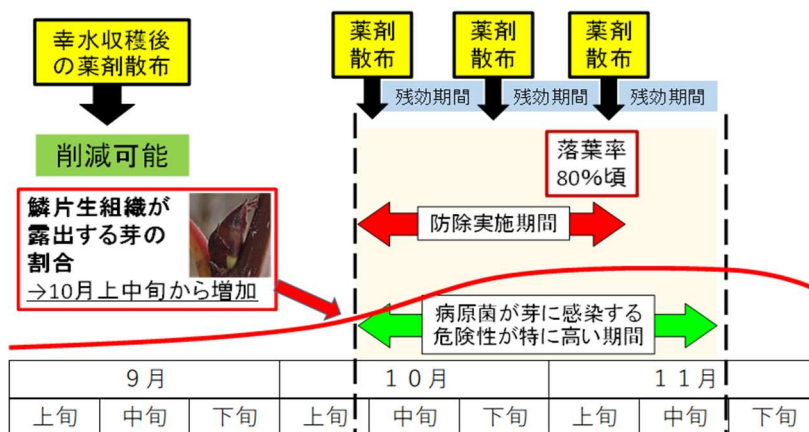 幸水収穫後
の薬剤散布
薬剤
散布
薬剤
散布
薬剤
散布
残効期間
残効期間
残効期間
削減可能
落葉率
80%頃
鱗片生組織が
露出する芽の
割合
→10月上中旬から増加
防除実施期間
病原菌が芽に感染する
危険性が特に高い期間
9月 10月 11月
上旬 中旬 下旬 上旬 中旬 下旬 上旬 中旬 下旬